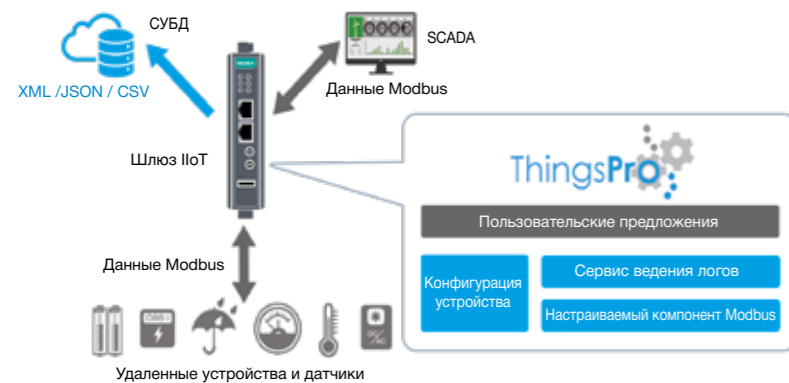 СУБД
XML /JSON / CSV
SCADA
Данные Modbus
Шлюз IIoT
Данные Modbus
Удаленные устройства и датчики
ThingsPro
Пользовательские предложения
Конфигурация
устройства
Сервис ведения логов
Настраиваемый компонент Modbus